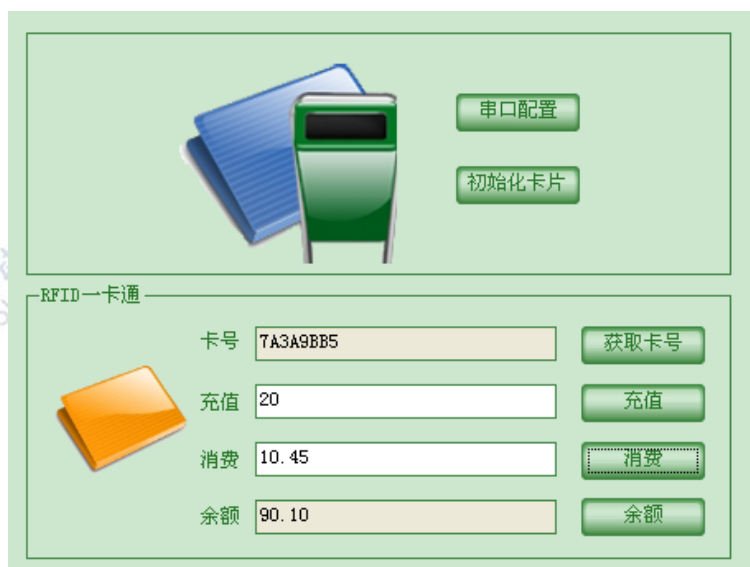 串口配置
初始化卡片
RFID一卡通
卡号 7A3A9BB5 获取卡号
充值 20 充值
消费 10.45 消费
余额 90.10 余额